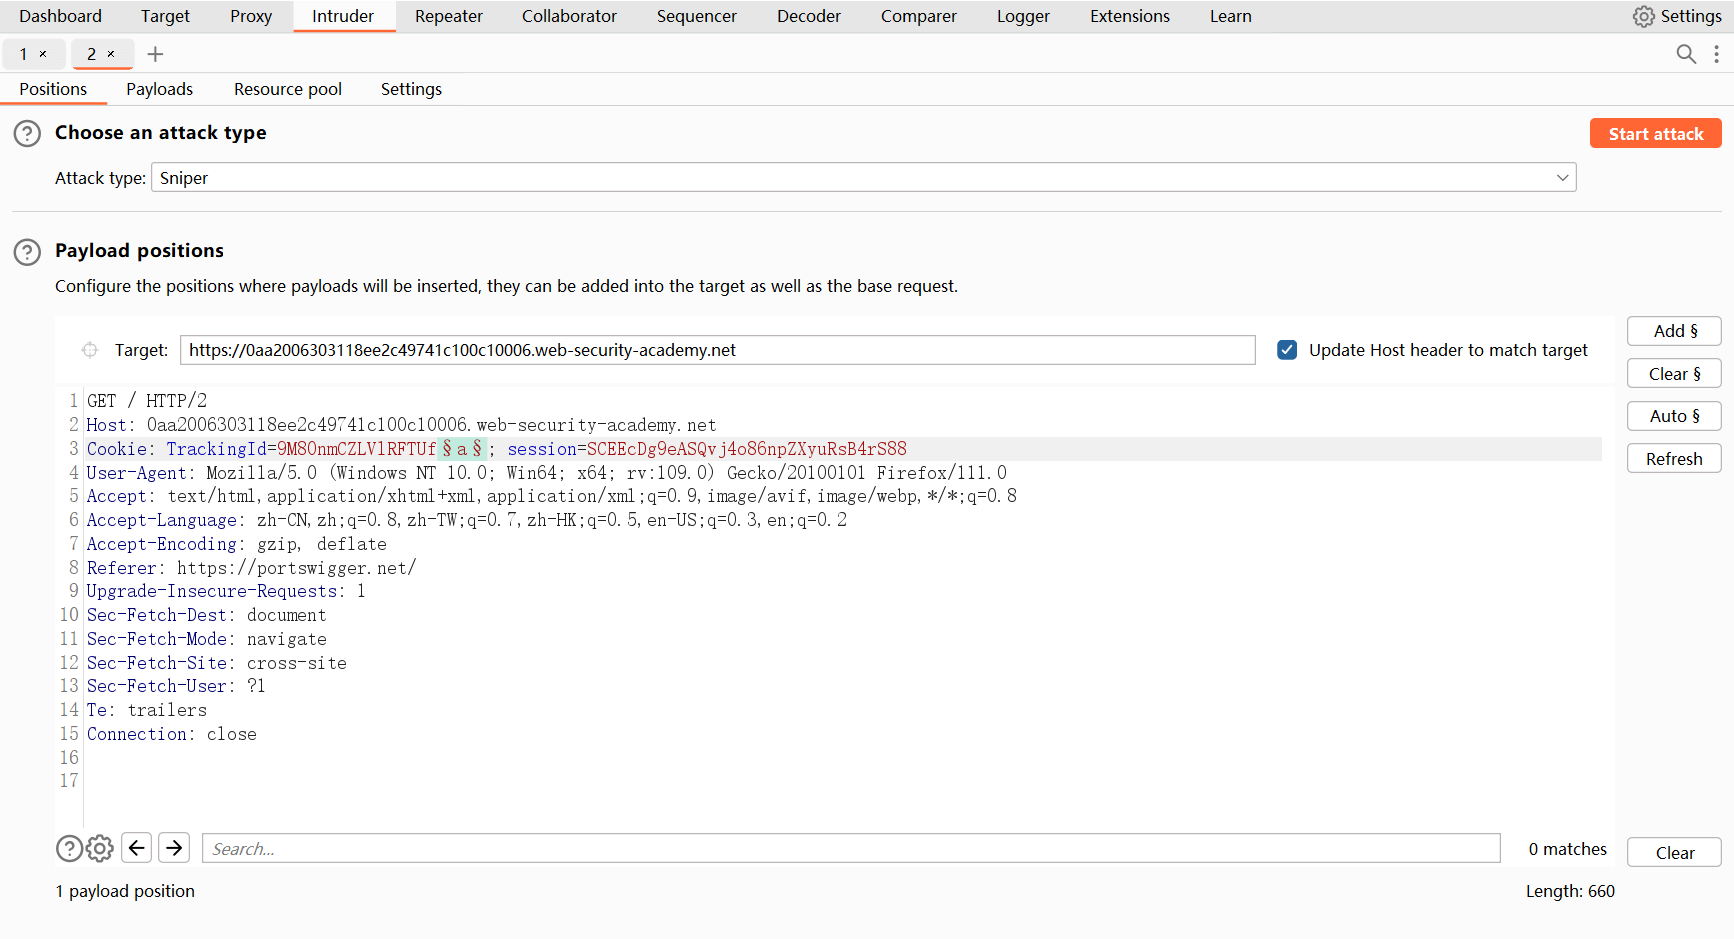 Dashboard Target Proxy Intruder Repeater Collaborator Sequencer Decoder Comparer Logger Extensions Learn Settings
1 × 2 × +
Positions Payloads Resource pool Settings
? Choose an attack type Start attack
Attack type: Sniper
? Payload positions
Configure the positions where payloads will be inserted, they can be added into the target as well as the base request.
Add §
Target: https://0aa2006303118ee2c49741c100c10006.web-security-academy.net Update Host header to match target
Clear §
1 GET / HTTP/2
Auto §
2 Host: 0aa2006303118ee2c49741c100c10006.web-security-academy.net
3 Cookie: TrackingId=9M8OnmCZLVlRFTUf§a§; session=SCEEcDg9eASQvj4o86npZXyuRsB4rS88
Refresh
4 User-Agent: Mozilla/5.0 (Windows NT 10.0; Win64; x64; rv:109.0) Gecko/20100101 Firefox/111.0
5 Accept: text/html,application/xhtml+xml,application/xml;q=0.9,image/avif,image/webp,*/*;q=0.8
6 Accept-Language: zh-CN,zh;q=0.8,zh-TW;q=0.7,zh-HK;q=0.5,en-US;q=0.3,en;q=0.2
7 Accept-Encoding: gzip, deflate
8 Referer: https://portswigger.net/
9 Upgrade-Insecure-Requests: 1
10 Sec-Fetch-Dest: document
11 Sec-Fetch-Mode: navigate
12 Sec-Fetch-Site: cross-site
13 Sec-Fetch-User: ?1
14 Te: trailers
15 Connection: close
16
17
? Search... 0 matches Clear
1 payload position Length: 660